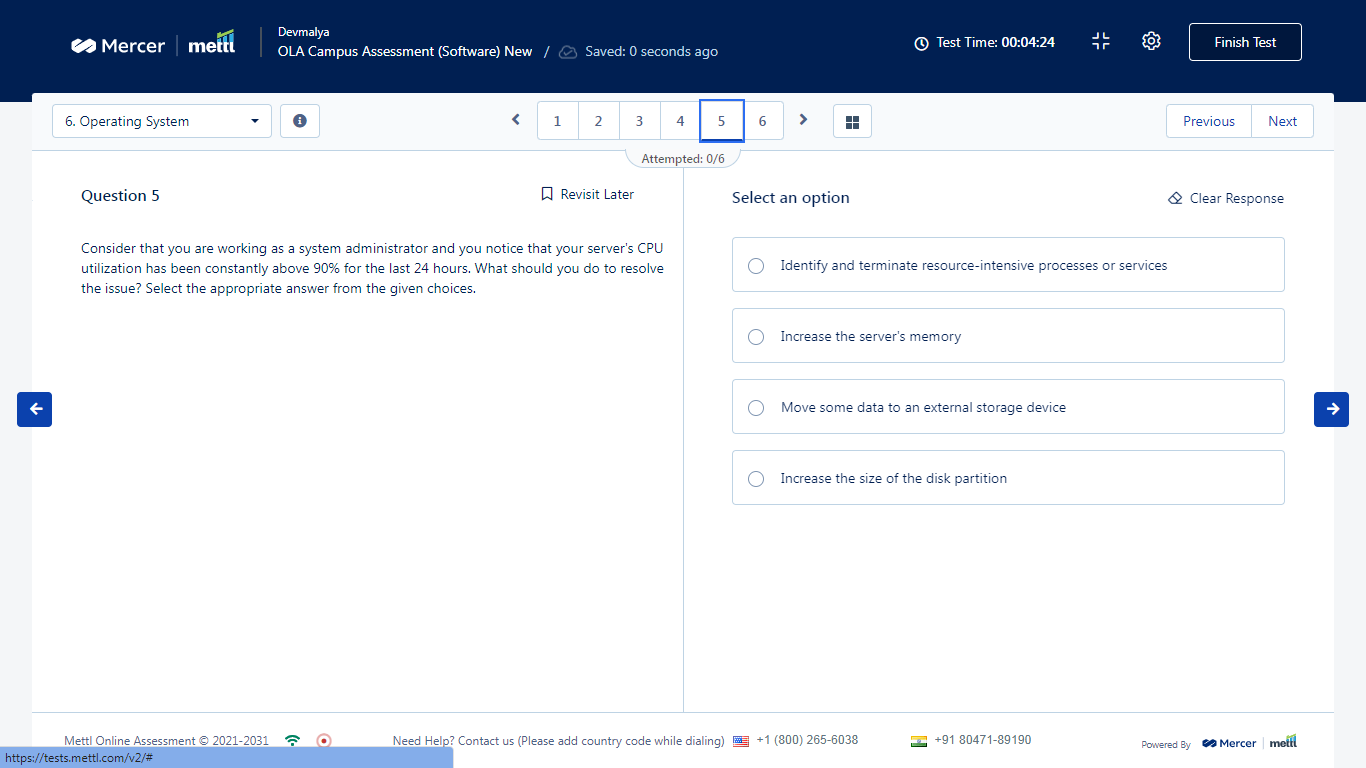 Mercer | mettl
Devmalya
OLA Campus Assessment (Software) New / Saved: 0 seconds ago
Test Time: 00:04:24
Finish Test
6. Operating System
1 2 3 4 5 6
Previous Next
Attempted: 0/6
Question 5
Revisit Later
Consider that you are working as a system administrator and you notice that your server's CPU
utilization has been constantly above 90% for the last 24 hours. What should you do to resolve
the issue? Select the appropriate answer from the given choices.
Select an option
Clear Response
Identify and terminate resource-intensive processes or services
Increase the server's memory
Move some data to an external storage device
Increase the size of the disk partition
Mettl Online Assessment © 2021-2031
Need Help? Contact us (Please add country code while dialing) +1 (800) 265-6038 +91 80471-89190
Powered By Mercer | mettl
https://tests.mettl.com/v2/#